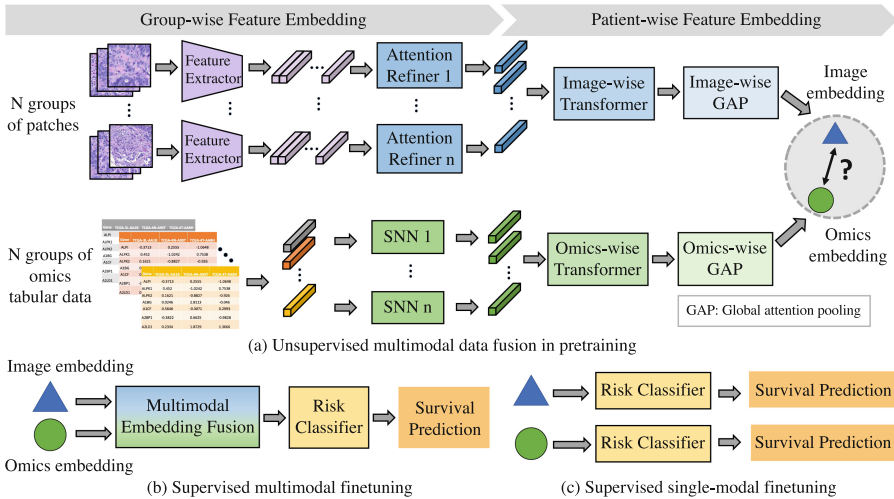 Group-wise Feature Embedding
Patient-wise Feature Embedding
N groups
of patches
Feature
Extractor
Attention
Refiner 1
Feature
Extractor
Attention
Refiner n
Image-wise
Transformer
Image-wise
GAP
Image
embedding
?
Omics
embedding
N groups of
omics
tabular data
SNN 1
SNN n
Omics-wise
Transformer
Omics-wise
GAP
GAP: Global attention pooling
(a) Unsupervised multimodal data fusion in pretraining
Image embedding
Omics embedding
Multimodal
Embedding Fusion
Risk
Classifier
Survival
Prediction
(b) Supervised multimodal finetuning
Risk Classifier
Survival Prediction
Risk Classifier
Survival Prediction
(c) Supervised single-modal finetuning